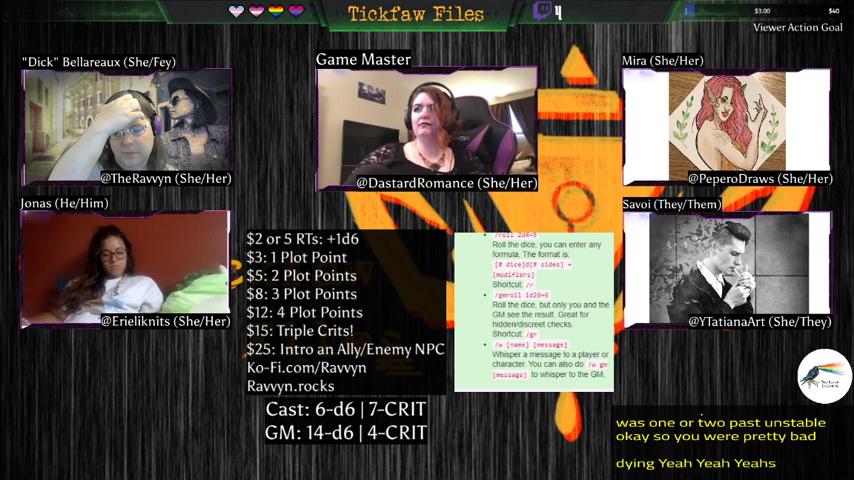 Tickfaw Files
4
$3.00
$40
Viewer Action Goal
"Dick" Bellareaux (She/Fey)
@TheRavvyn (She/Her)
Game Master
@DastardRomance (She/Her)
Mira (She/Her)
@PeperoDraws (She/Her)
Jonas (He/Him)
@Erieliknits (She/Her)
Savoi (They/Them)
@YTatianaArt (She/They)
$2 or 5 RTs: +1d6
$3: 1 Plot Point
$5: 2 Plot Points
$8: 3 Plot Points
$12: 4 Plot Points
$15: Triple Crits!
$25: Intro an Ally/Enemy NPC
Ko-Fi.com/Ravvyn
Ravvyn.rocks
Cast: 6-d6 | 7-CRIT
GM: 14-d6 | 4-CRIT
/roll 2d4+5
Roll the dice, you can enter any
formula. The format is:
[# dice]d[# sides] +
[modifiers]
Shortcut: /r
/gmroll 1d20+6
Roll the dice, but only you and the
GM see the result. Great for
hidden/discreet checks.
Shortcut: /gr
/w [name] [message]
Whisper a message to a player or
character. You can also do /w gm
[message] to whisper to the GM.
was one or two past unstable
okay so you were pretty bad
dying Yeah Yeah Yeahs